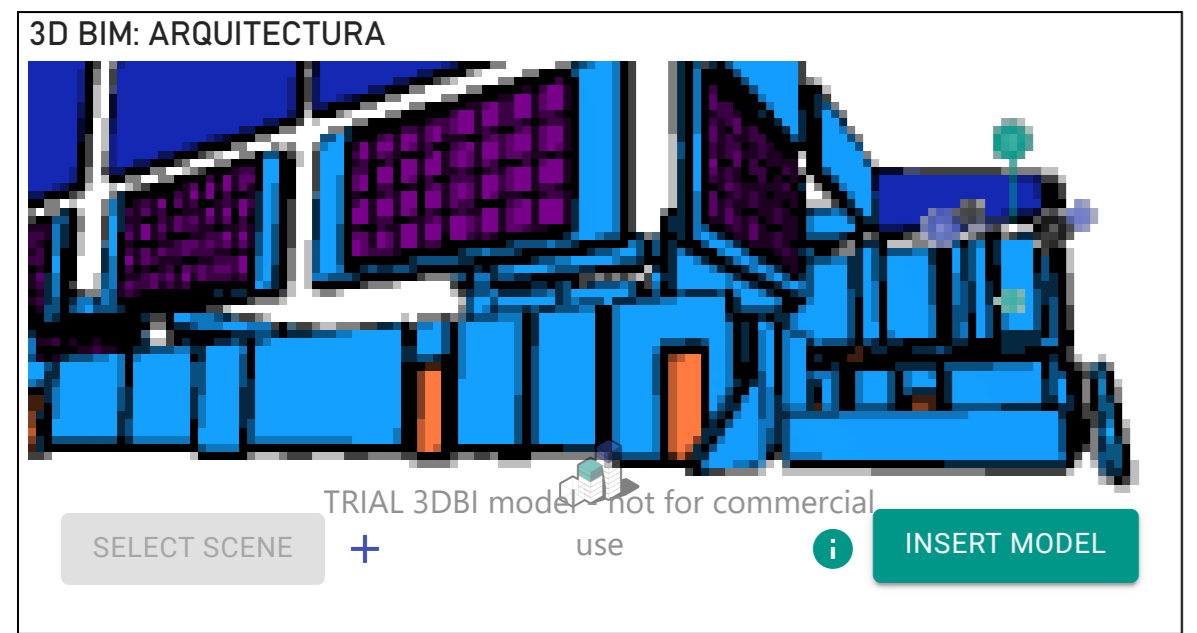 3D BIM: ARQUITECTURA
TRIAL 3DBI model - not for commercial
use
SELECT SCENE
+
i
INSERT MODEL